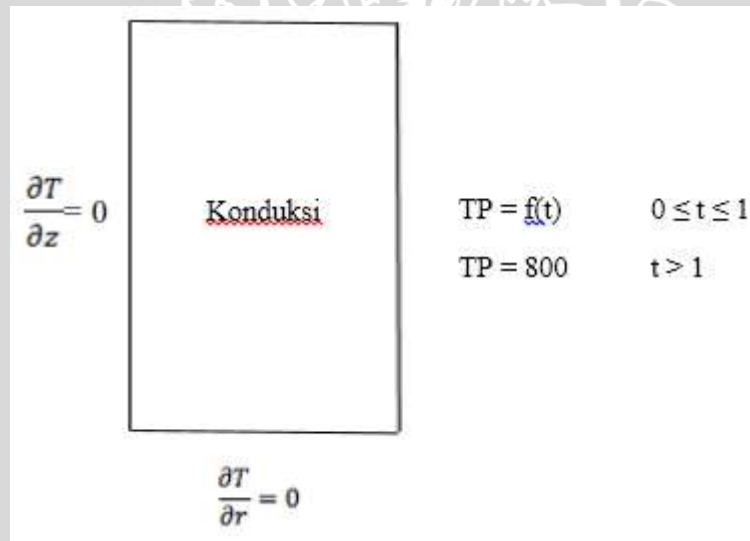 ∂T/∂z = 0
Konduksi
TP = f(t) 0 ≤ t ≤ 1
TP = 800 t > 1
∂T/∂r = 0